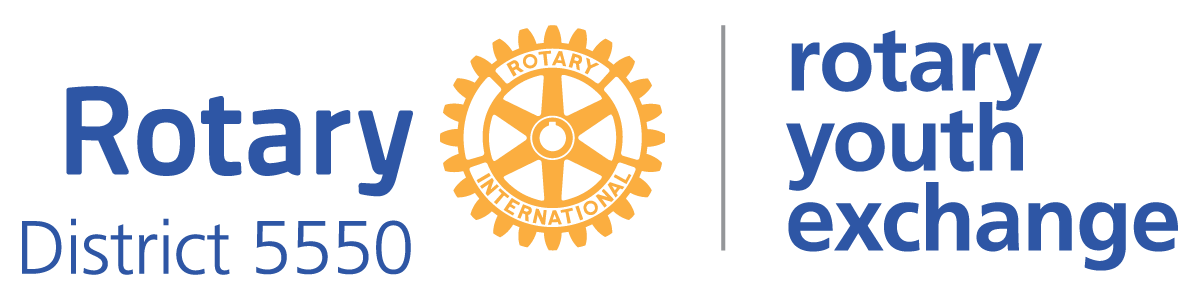 Rotary
District 5550
ROTARY
INTERNATIONAL
rotary
youth
exchange